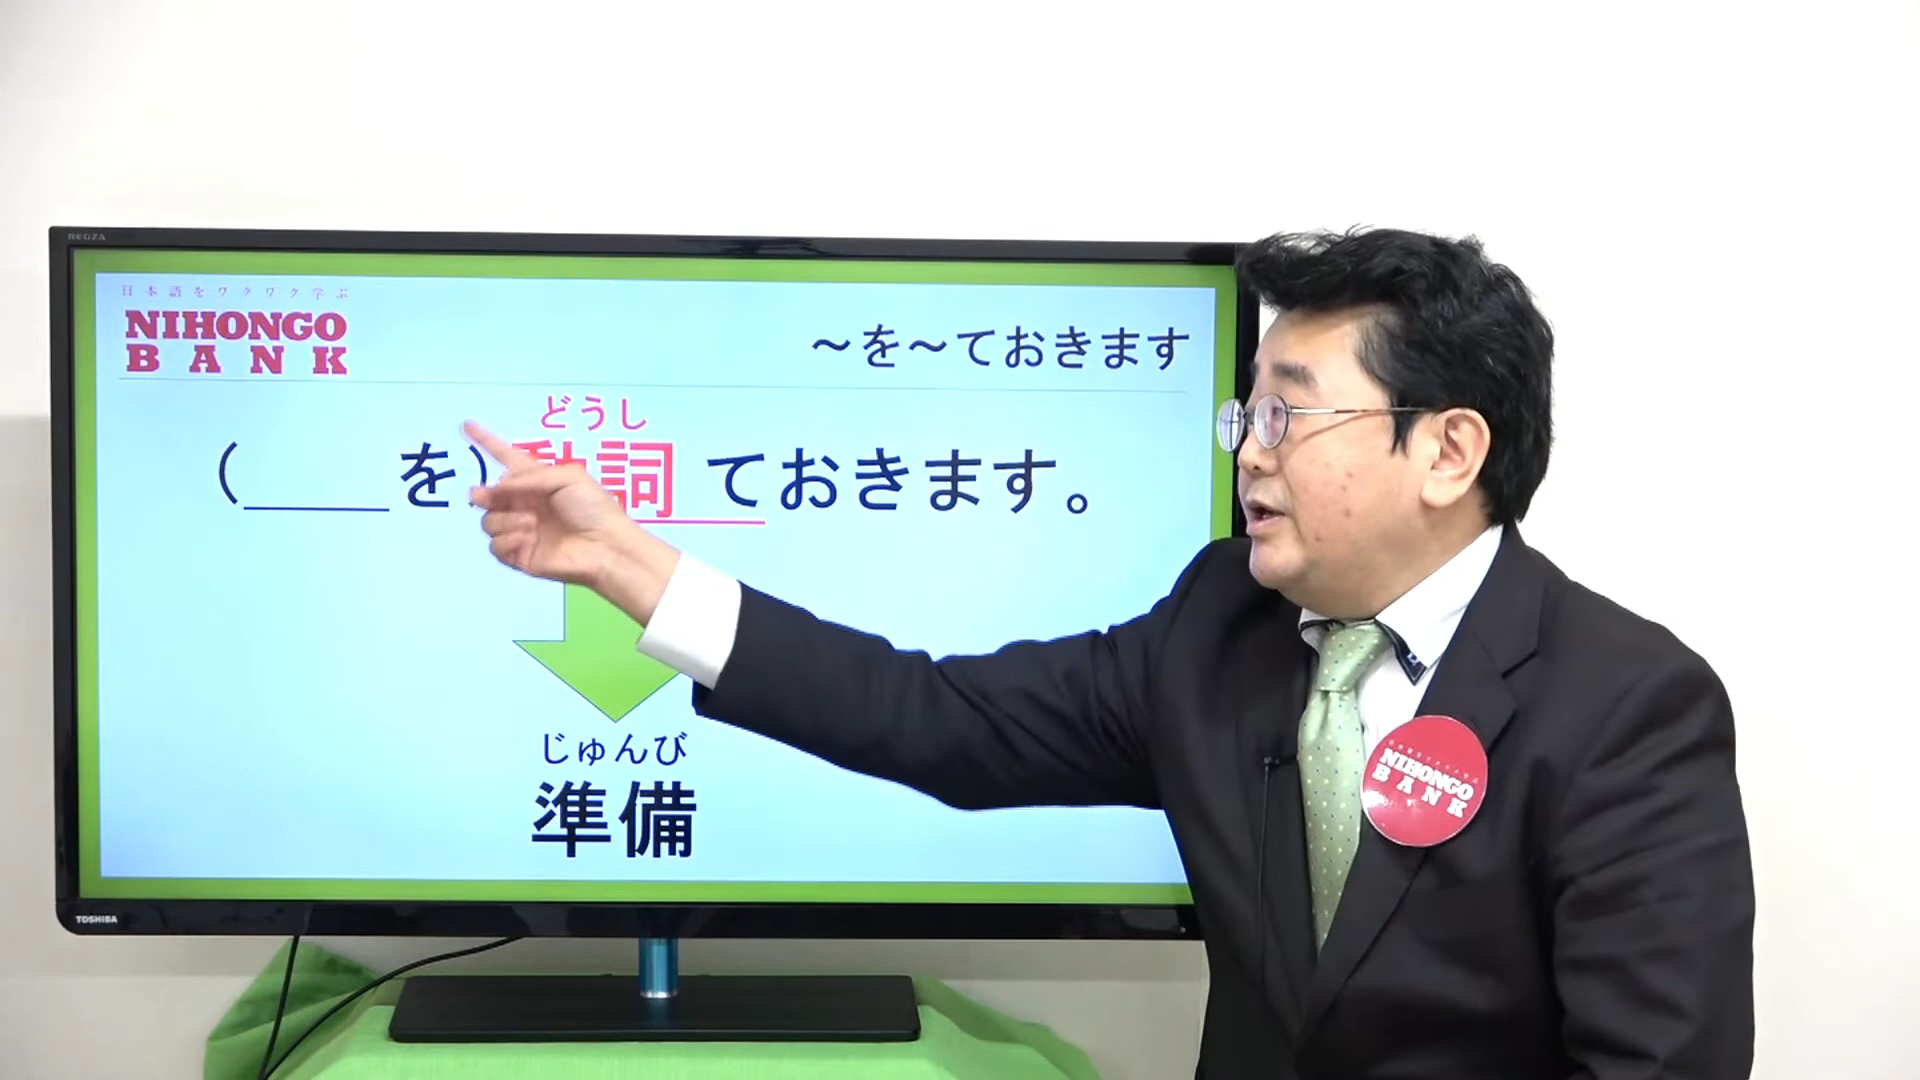 REGZA
日本語をワクワク学ぶ
NIHONGO
BANK
～を～ておきます
どうし
(____を)動詞 ておきます。
じゅんび
準備
TOSHIBA
NIHONGO
BANK